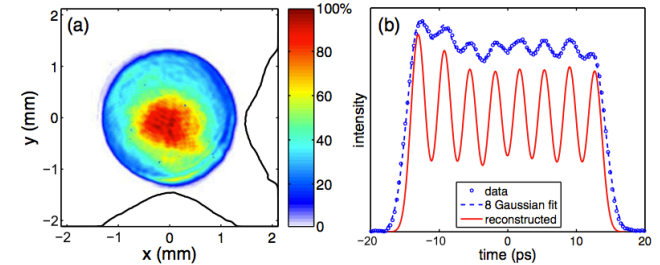 (a)
y (mm)
2
1
0
-1
-2
-2 -1 0 1 2
x (mm)
100%
80
60
40
20
0
(b)
intensity
data
8 Gaussian fit
reconstructed
-20 -10 0 10 20
time (ps)